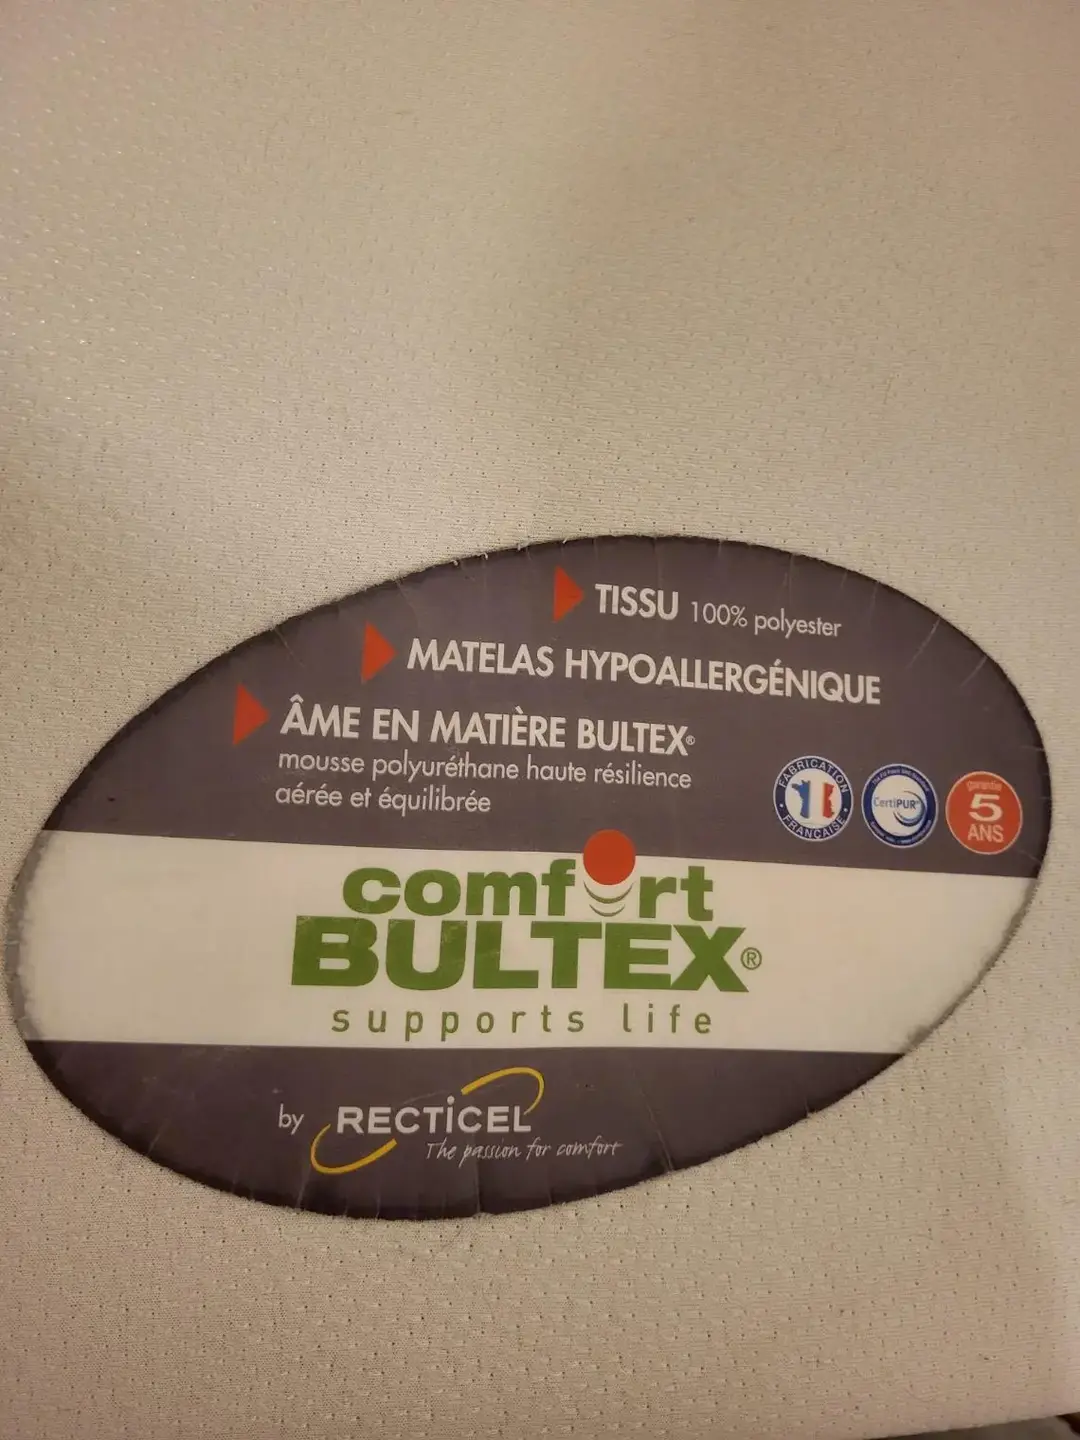 TISSU 100% polyester
MATELAS HYPOALLERGÉNIQUE
ÂME EN MATIÈRE BULTEX®
mousse polyuréthane haute résilience
aérée et équilibrée
FABRICATION
FRANÇAISE
CertiPUR
garantie
5
ANS
comfort
BULTEX®
supports life
by RECTICEL
The passion for comfort